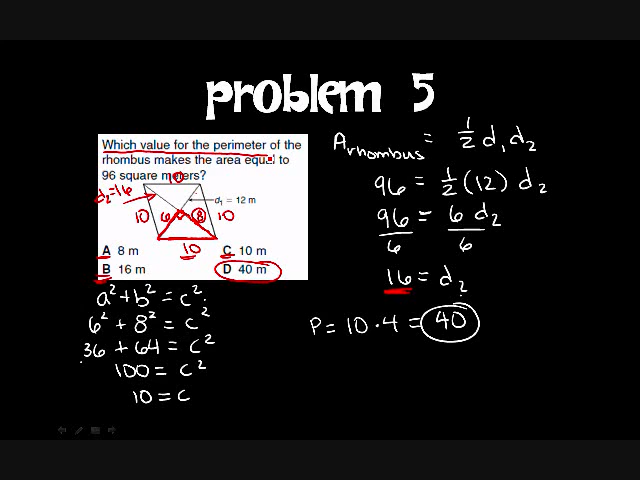 problem 5
Which value for the perimeter of the
rhombus makes the area equal to
96 square meters?
10
d₂=16
d₁ = 12 m
10
6
8
10
10
A 8 m
C 10 m
B 16 m
D 40 m
a² + b² = c²
6² + 8² = c²
36 + 64 = c²
100 = c²
10 = c
A rhombus = 1/2 d₁ d₂
96 = 1/2 (12) d₂
96 = 6 d₂
6 6
16 = d₂
P = 10 · 4 = 40